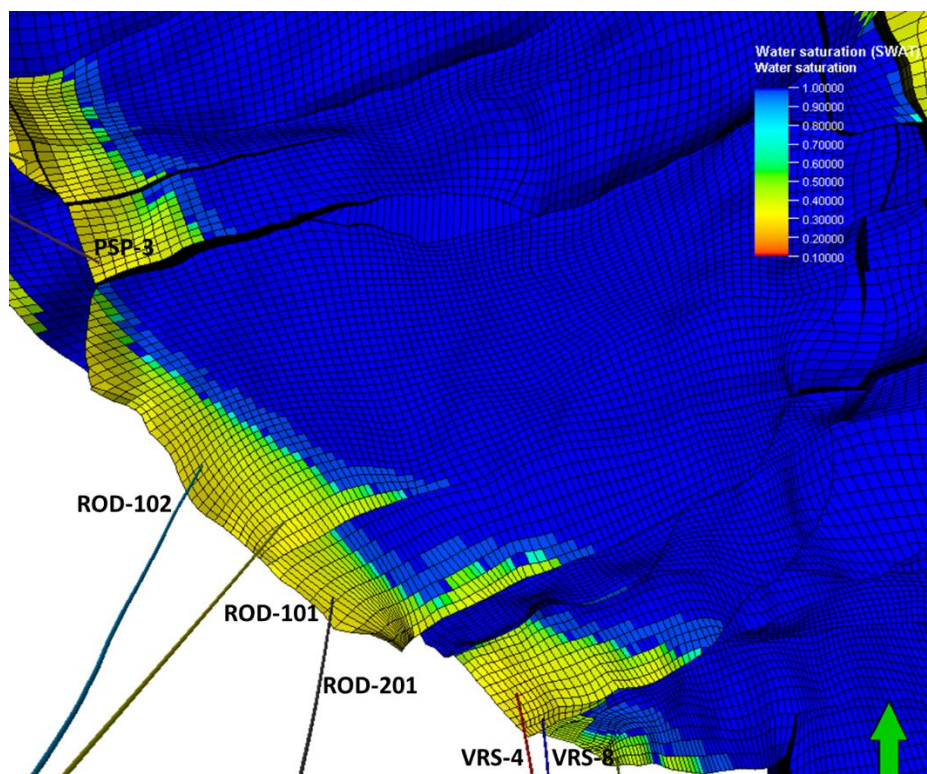 Water saturation (SWAT)
Water saturation
1.00000
0.90000
0.80000
0.70000
0.60000
0.50000
0.40000
0.30000
0.20000
0.10000
PSP-3
ROD-102
ROD-101
ROD-201
VRS-4
VRS-8